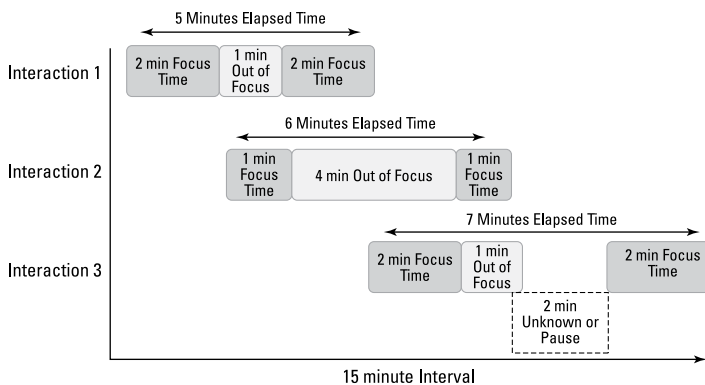 5 Minutes Elapsed Time
Interaction 1
2 min Focus
Time
1 min
Out of
Focus
2 min Focus
Time
6 Minutes Elapsed Time
Interaction 2
1 min
Focus
Time
4 min Out of Focus
1 min
Focus
Time
7 Minutes Elapsed Time
Interaction 3
2 min Focus
Time
1 min
Out of
Focus
2 min
Unknown or
Pause
2 min Focus
Time
15 minute Interval